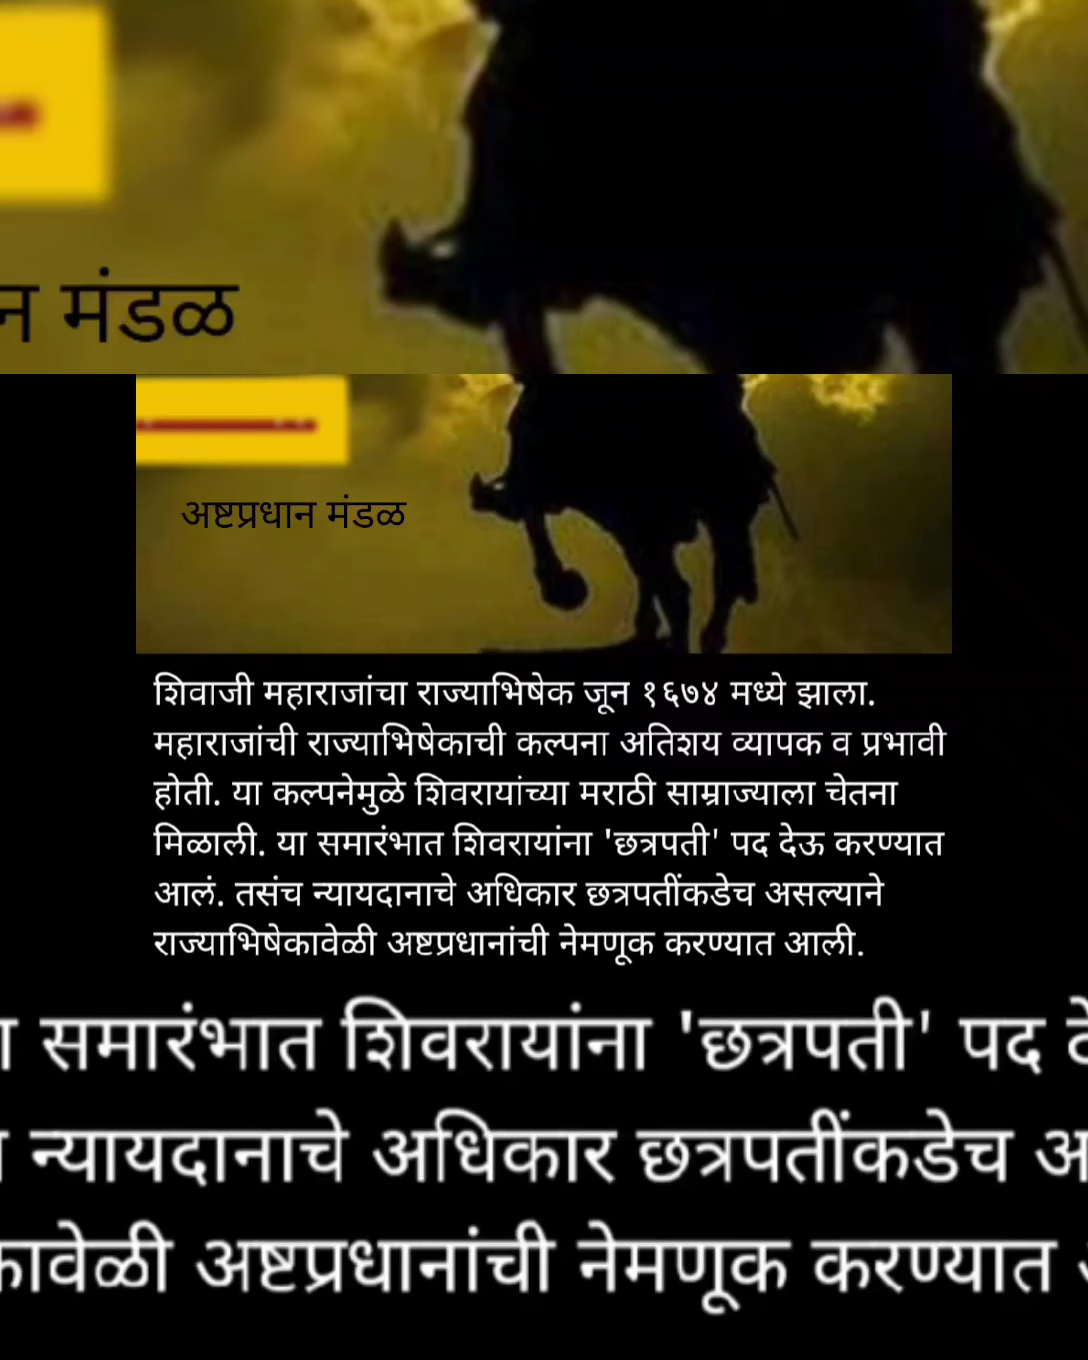 न मंडळ
अष्टप्रधान मंडळ
शिवाजी महाराजांचा राज्याभिषेक जून १६७४ मध्ये झाला.
महाराजांची राज्याभिषेकाची कल्पना अतिशय व्यापक व प्रभावी
होती. या कल्पनेमुळे शिवरायांच्या मराठी साम्राज्याला चेतना
मिळाली. या समारंभात शिवरायांना 'छत्रपती' पद देऊ करण्यात
आलं. तसंच न्यायदानाचे अधिकार छत्रपतींकडेच असल्याने
राज्याभिषेकावेळी अष्टप्रधानांची नेमणूक करण्यात आली.
समारंभात शिवरायांना 'छत्रपती' पद
न्यायदानाचे अधिकार छत्रपतींकडेच
कावेळी अष्टप्रधानांची नेमणूक करण्यात